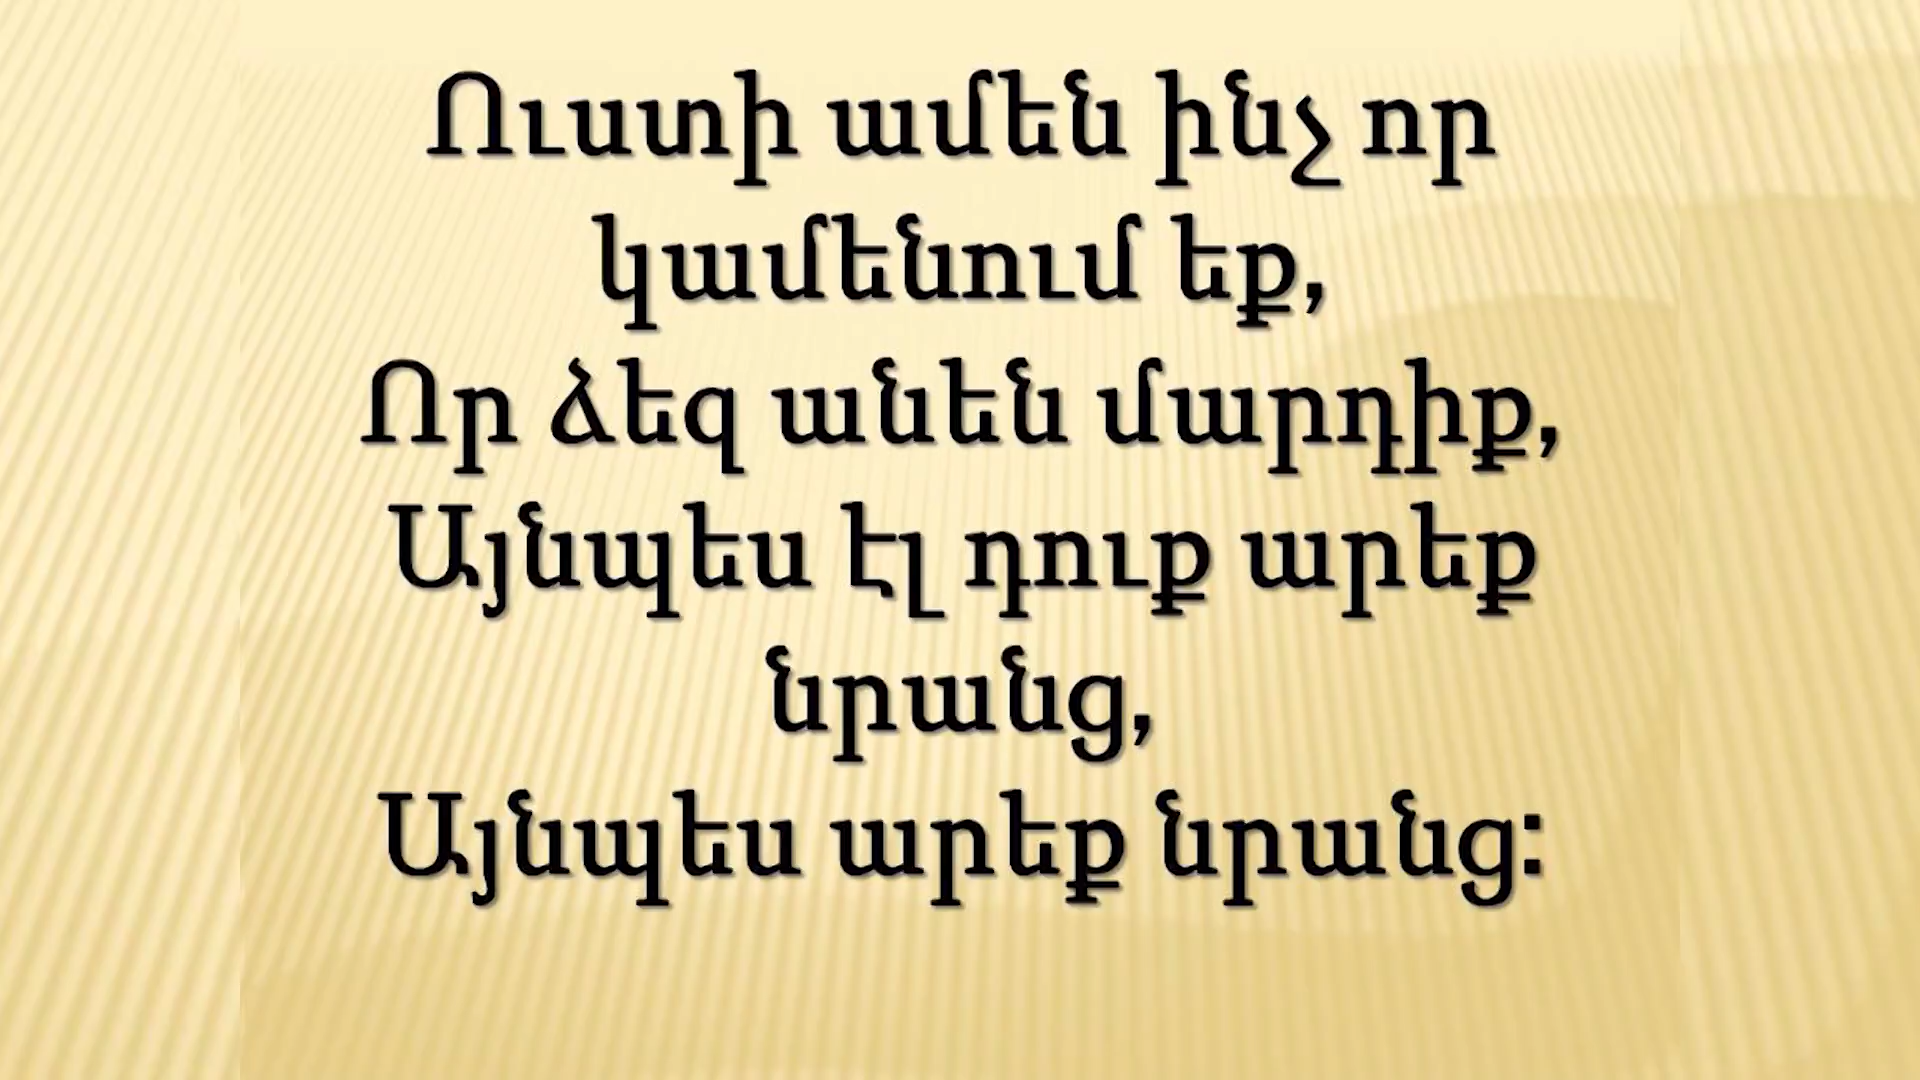 Ուստի ամեն ինչ որ
կամենում եք,
Որ ձեզ անեն մարդիք,
Այնպես էլ դուք արեք
նրանց,
Այնպես արեք նրանց: